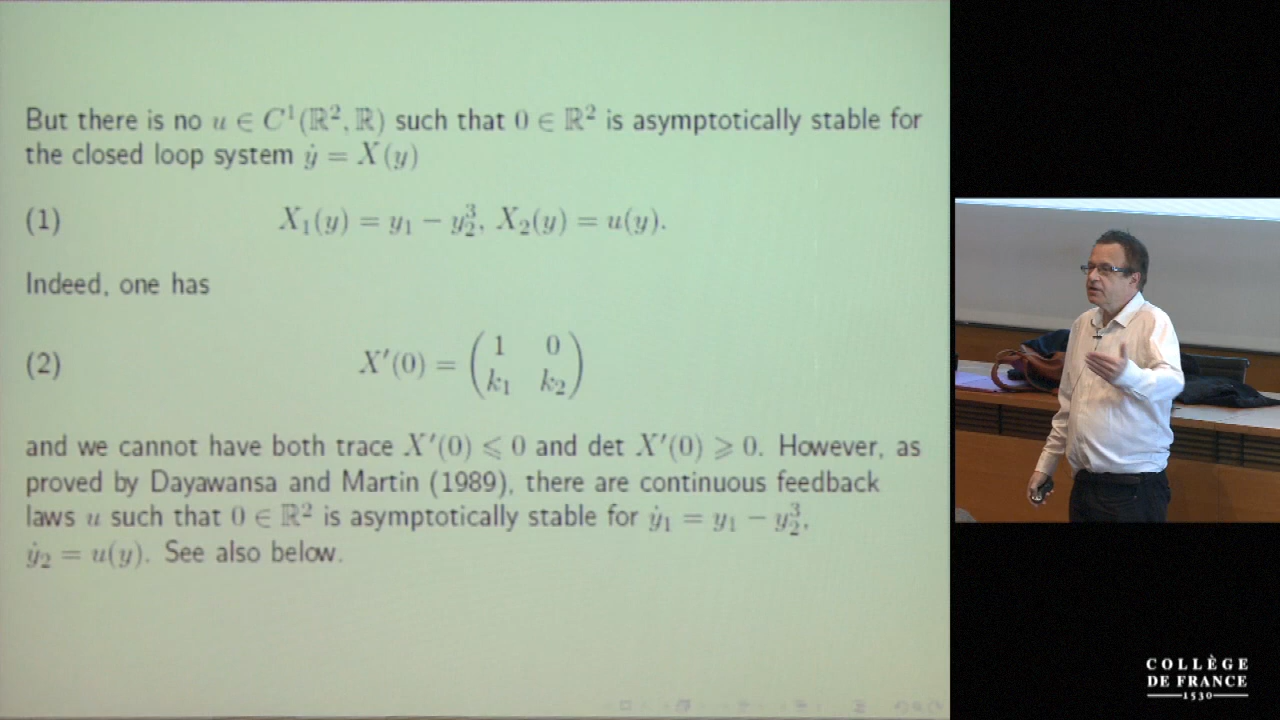 But there is no u ∈ C¹(ℝ², ℝ) such that 0 ∈ ℝ² is asymptotically stable for
the closed loop system ẏ = X(y)
(1) X₁(y) = y₁ − y₂³, X₂(y) = u(y).
Indeed, one has
(2) X′(0) = ( 1 0 
k₁ k₂ )
and we cannot have both trace X′(0) ⩽ 0 and det X′(0) ⩾ 0. However, as
proved by Dayawansa and Martin (1989), there are continuous feedback
laws u such that 0 ∈ ℝ² is asymptotically stable for ẏ₁ = y₁ − y₂³,
ẏ₂ = u(y). See also below.
COLLÈGE
DE FRANCE
1530